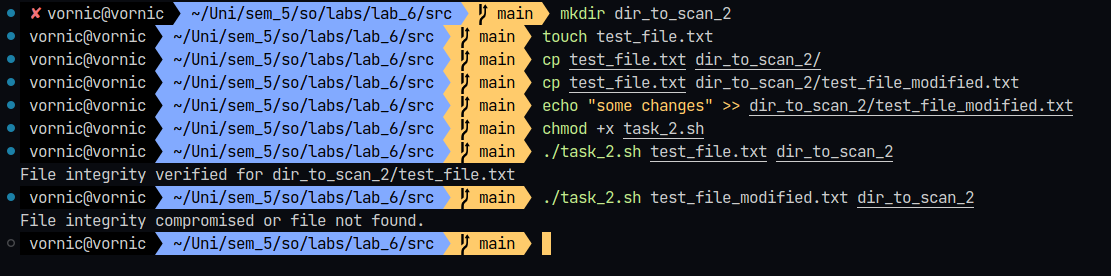 ✘ vornic@vornic ~/Uni/sem_5/so/labs/lab_6/src main mkdir dir_to_scan_2
vornic@vornic ~/Uni/sem_5/so/labs/lab_6/src main touch test_file.txt
vornic@vornic ~/Uni/sem_5/so/labs/lab_6/src main cp test_file.txt dir_to_scan_2/
vornic@vornic ~/Uni/sem_5/so/labs/lab_6/src main cp test_file.txt dir_to_scan_2/test_file_modified.txt
vornic@vornic ~/Uni/sem_5/so/labs/lab_6/src main echo "some changes" >> dir_to_scan_2/test_file_modified.txt
vornic@vornic ~/Uni/sem_5/so/labs/lab_6/src main chmod +x task_2.sh
vornic@vornic ~/Uni/sem_5/so/labs/lab_6/src main ./task_2.sh test_file.txt dir_to_scan_2
File integrity verified for dir_to_scan_2/test_file.txt
vornic@vornic ~/Uni/sem_5/so/labs/lab_6/src main ./task_2.sh test_file_modified.txt dir_to_scan_2
File integrity compromised or file not found.
vornic@vornic ~/Uni/sem_5/so/labs/lab_6/src main